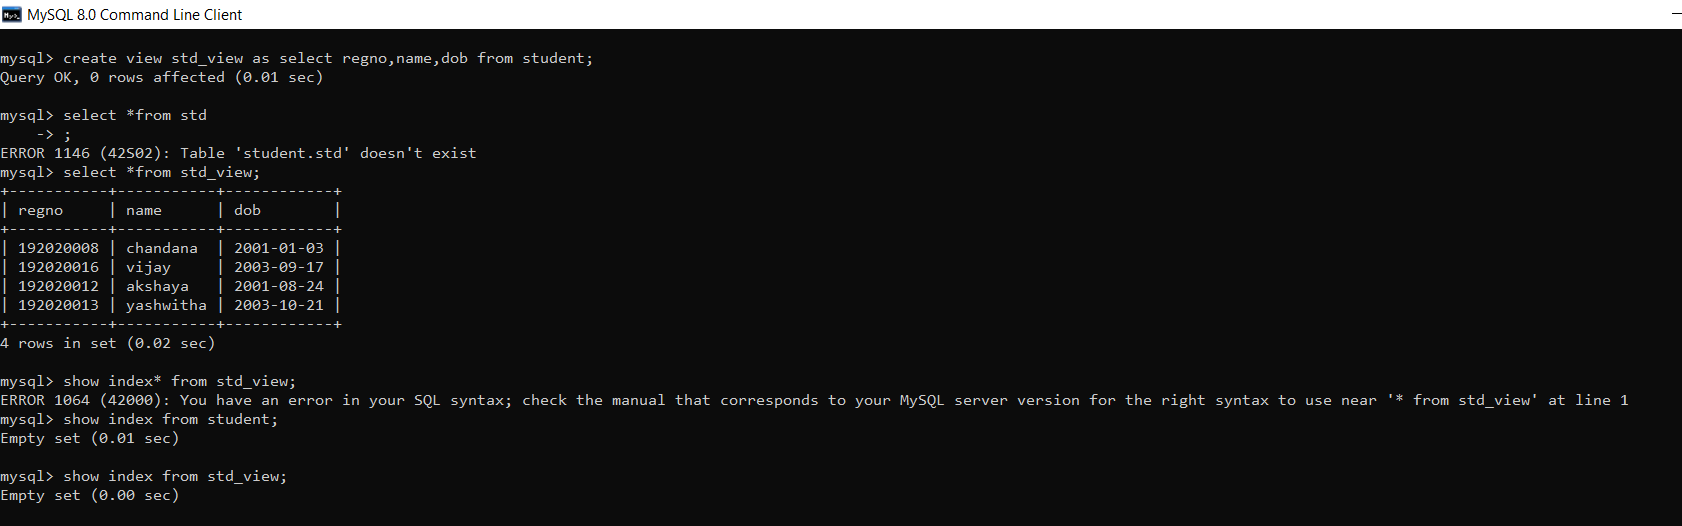 MySQL 8.0 Command Line Client
mysql> create view std_view as select regno,name,dob from student;
Query OK, 0 rows affected (0.01 sec)
mysql> select *from std
    -> ;
ERROR 1146 (42S02): Table 'student.std' doesn't exist
mysql> select *from std_view;
+-----------+-----------+------------+
| regno     | name      | dob        |
+-----------+-----------+------------+
| 192020008 | chandana  | 2001-01-03 |
| 192020016 | vijay     | 2003-09-17 |
| 192020012 | akshaya   | 2001-08-24 |
| 192020013 | yashwitha | 2003-10-21 |
+-----------+-----------+------------+
4 rows in set (0.02 sec)
mysql> show index* from std_view;
ERROR 1064 (42000): You have an error in your SQL syntax; check the manual that corresponds to your MySQL server version for the right syntax to use near '* from std_view' at line 1
mysql> show index from student;
Empty set (0.01 sec)
mysql> show index from std_view;
Empty set (0.00 sec)